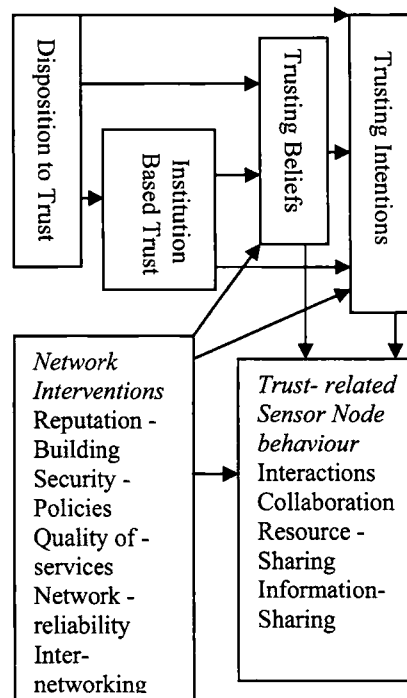 Disposition to Trust
Institution
Based Trust
Trusting Beliefs
Trusting Intentions
Network
Interventions
Reputation -
Building
Security -
Policies
Quality of -
services
Network -
reliability
Inter-
networking
Trust- related
Sensor Node
behaviour
Interactions
Collaboration
Resource -
Sharing
Information-
Sharing